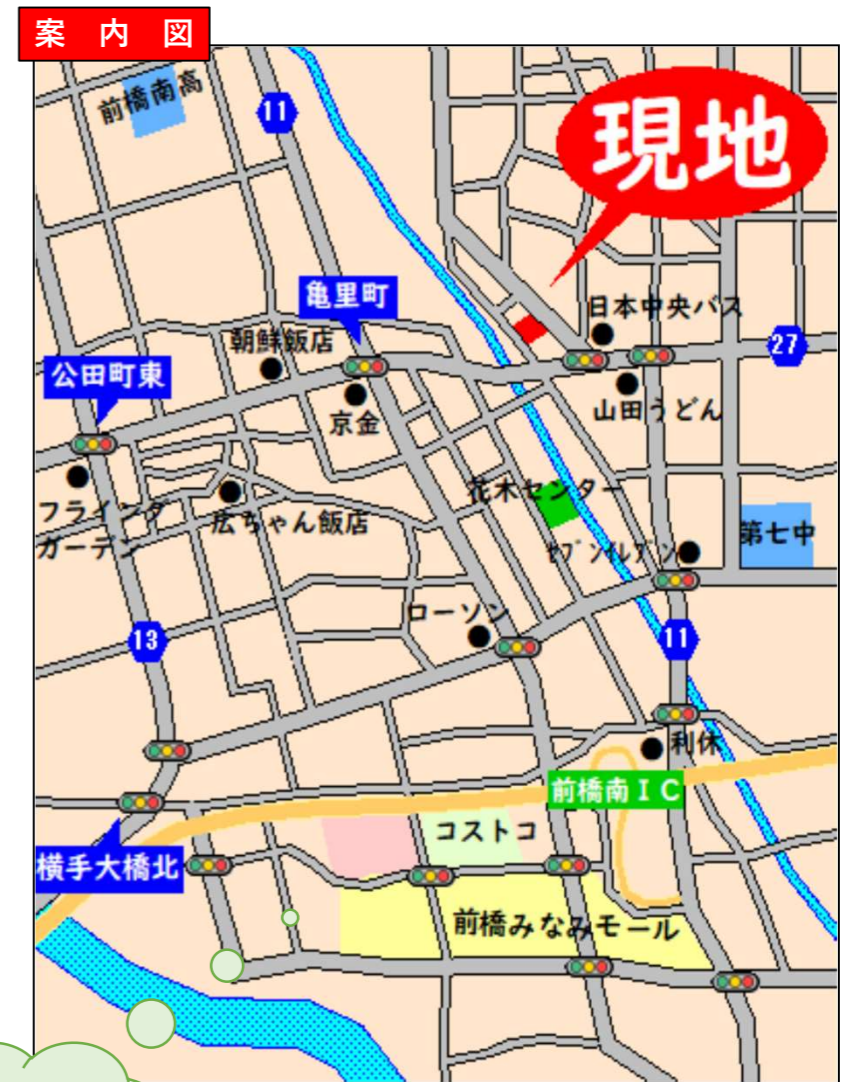 案 内 図
前橋南高
11
現地
亀里町
日本中央バス
朝鮮飯店
27
公田町東
京金
山田うどん
花木センター
フライング
ガーデン
広ちゃん飯店
第七中
セブンイレブン
ローソン
13
11
利休
前橋南IC
コストコ
横手大橋北
前橋みなみモール